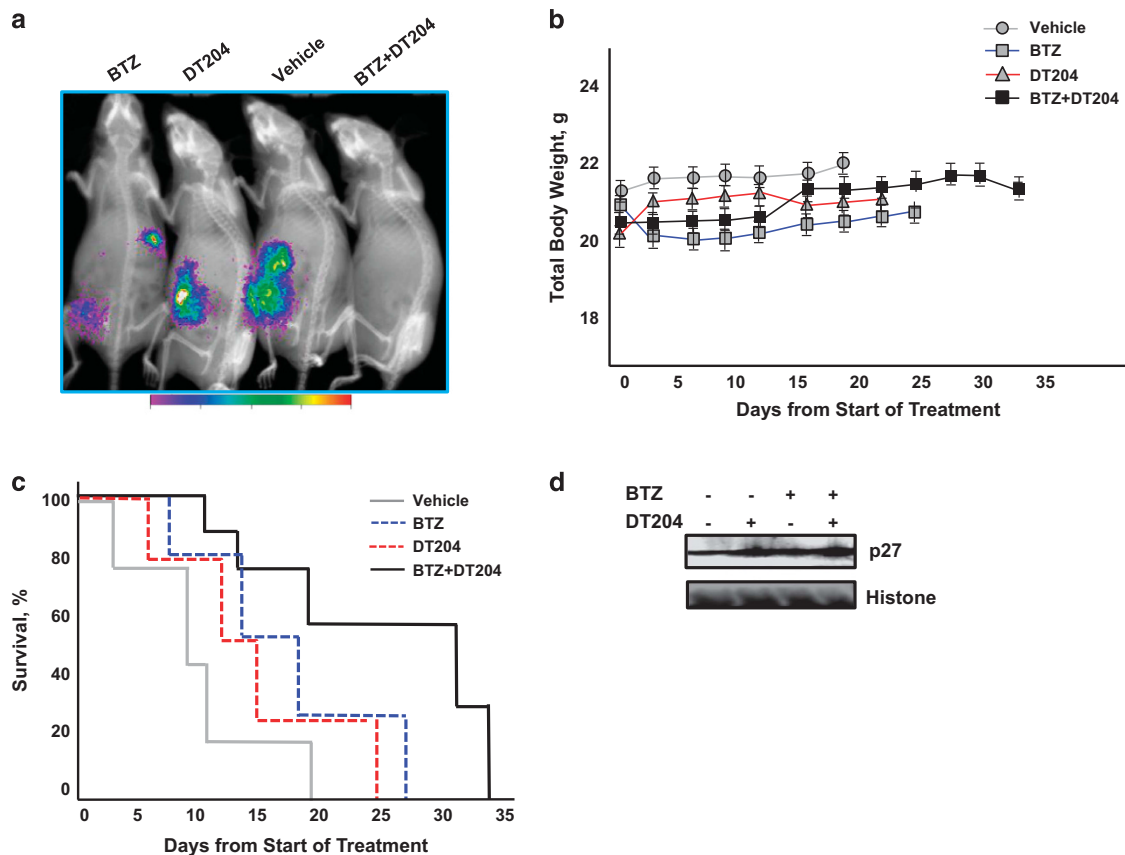 a
BTZ
DT204
Vehicle
BTZ+DT204
b
Vehicle
BTZ
DT204
BTZ+DT204
Total Body Weight, g
24
22
20
18
0 5 10 15 20 25 30 35
Days from Start of Treatment
c
Vehicle
BTZ
DT204
BTZ+DT204
Survival, %
100
80
60
40
20
0
0 5 15 15 20 25 30 35
Days from Start of Treatment
d
BTZ - - + +
DT204 - + - +
p27
Histone